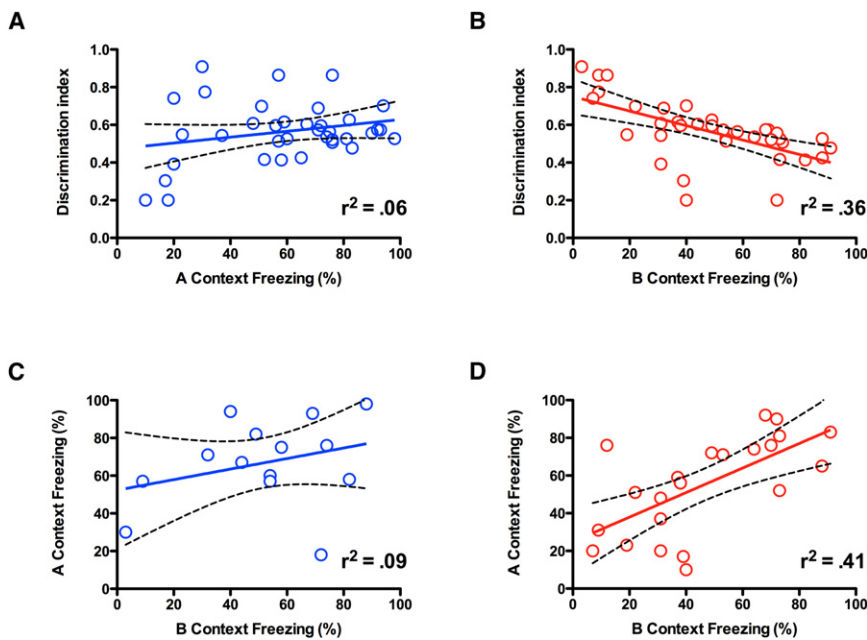 A
B
Discrimination index
1.0
0.8
0.6
0.4
0.2
0.0
r² = .06
0 20 40 60 80 100
A Context Freezing (%)
Discrimination index
1.0
0.8
0.6
0.4
0.2
0.0
r² = .36
0 20 40 60 80 100
B Context Freezing (%)
C
D
A Context Freezing (%)
100
80
60
40
20
0
r² = .09
0 20 40 60 80 100
B Context Freezing (%)
A Context Freezing (%)
100
80
60
40
20
0
r² = .41
0 20 40 60 80 100
B Context Freezing (%)